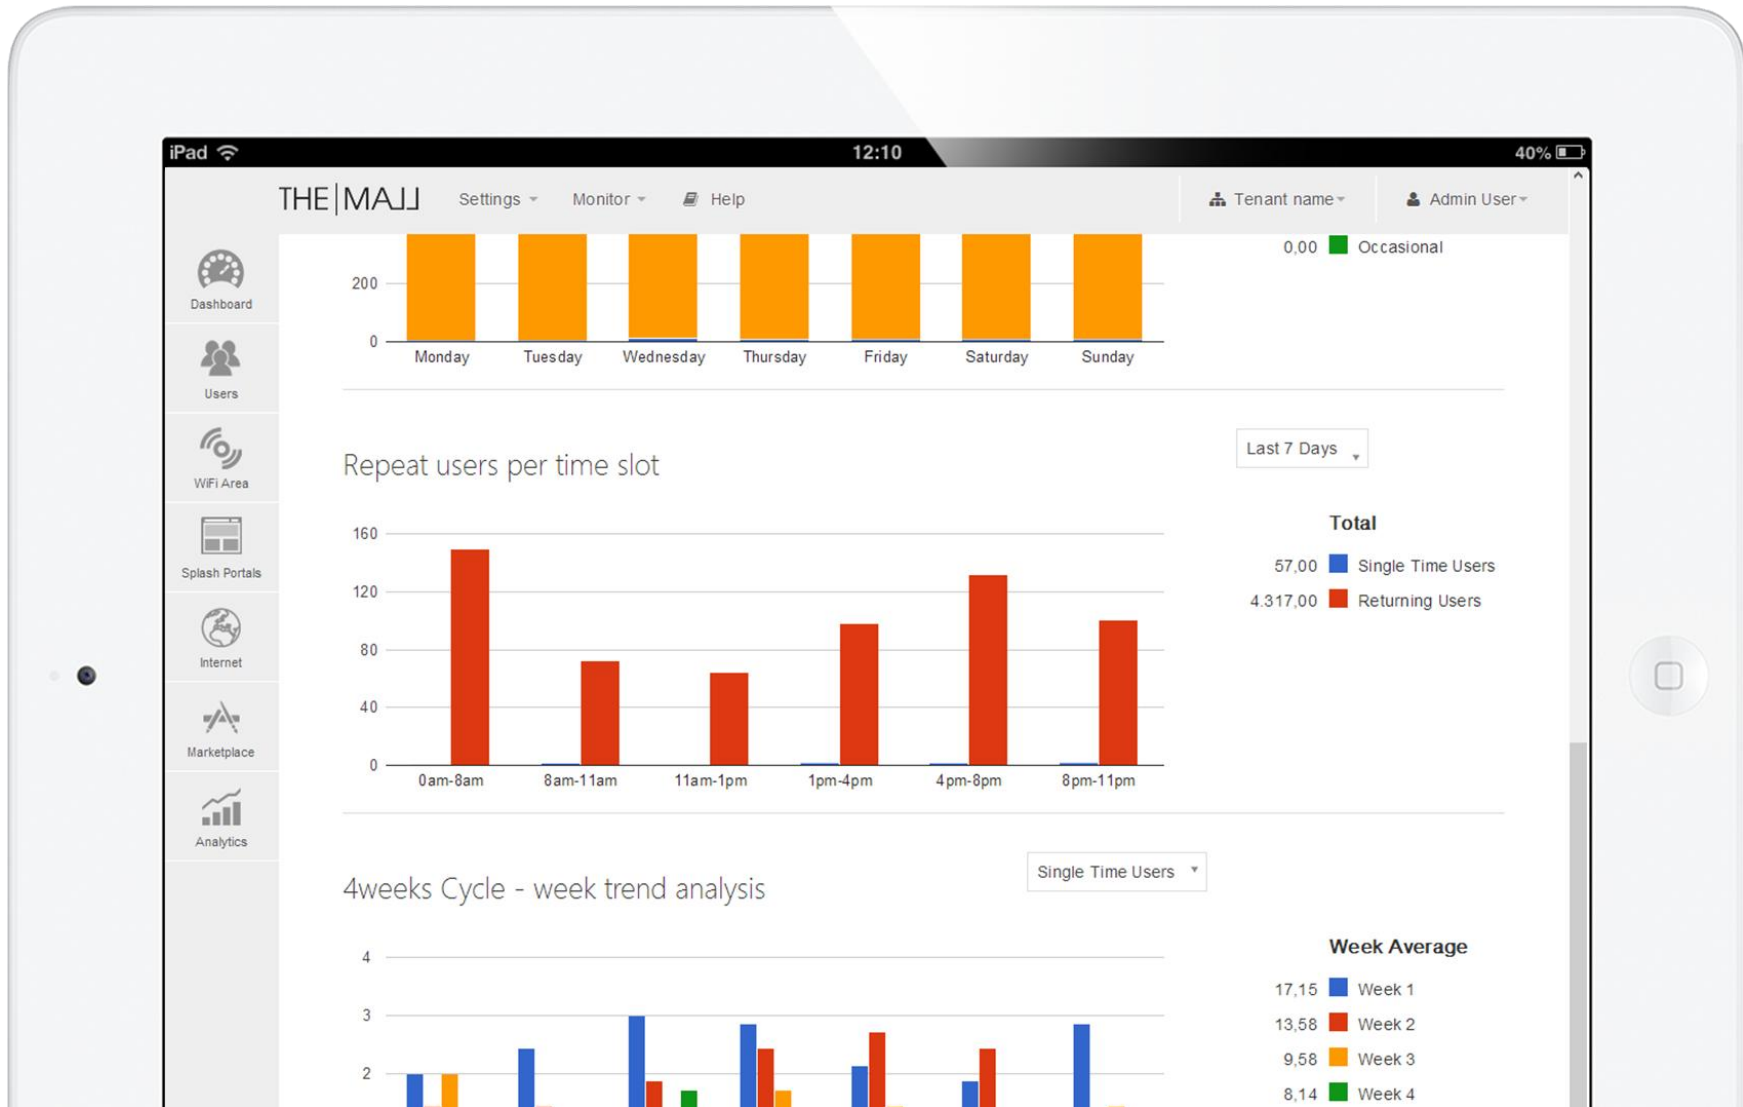 iPad 12:10 40%
THE|MALL Settings Monitor Help Tenant name Admin User
0,00 Occasional
200
0
Monday Tuesday Wednesday Thursday Friday Saturday Sunday
Dashboard
Users
WiFi Area
Splash Portals
Internet
Marketplace
Analytics
Last 7 Days
Repeat users per time slot
160
120
80
40
0
0am-8am 8am-11am 11am-1pm 1pm-4pm 4pm-8pm 8pm-11pm
Total
57,00 Single Time Users
4.317,00 Returning Users
Single Time Users
4weeks Cycle - week trend analysis
4
3
2
Week Average
17,15 Week 1
13,58 Week 2
9,58 Week 3
8,14 Week 4